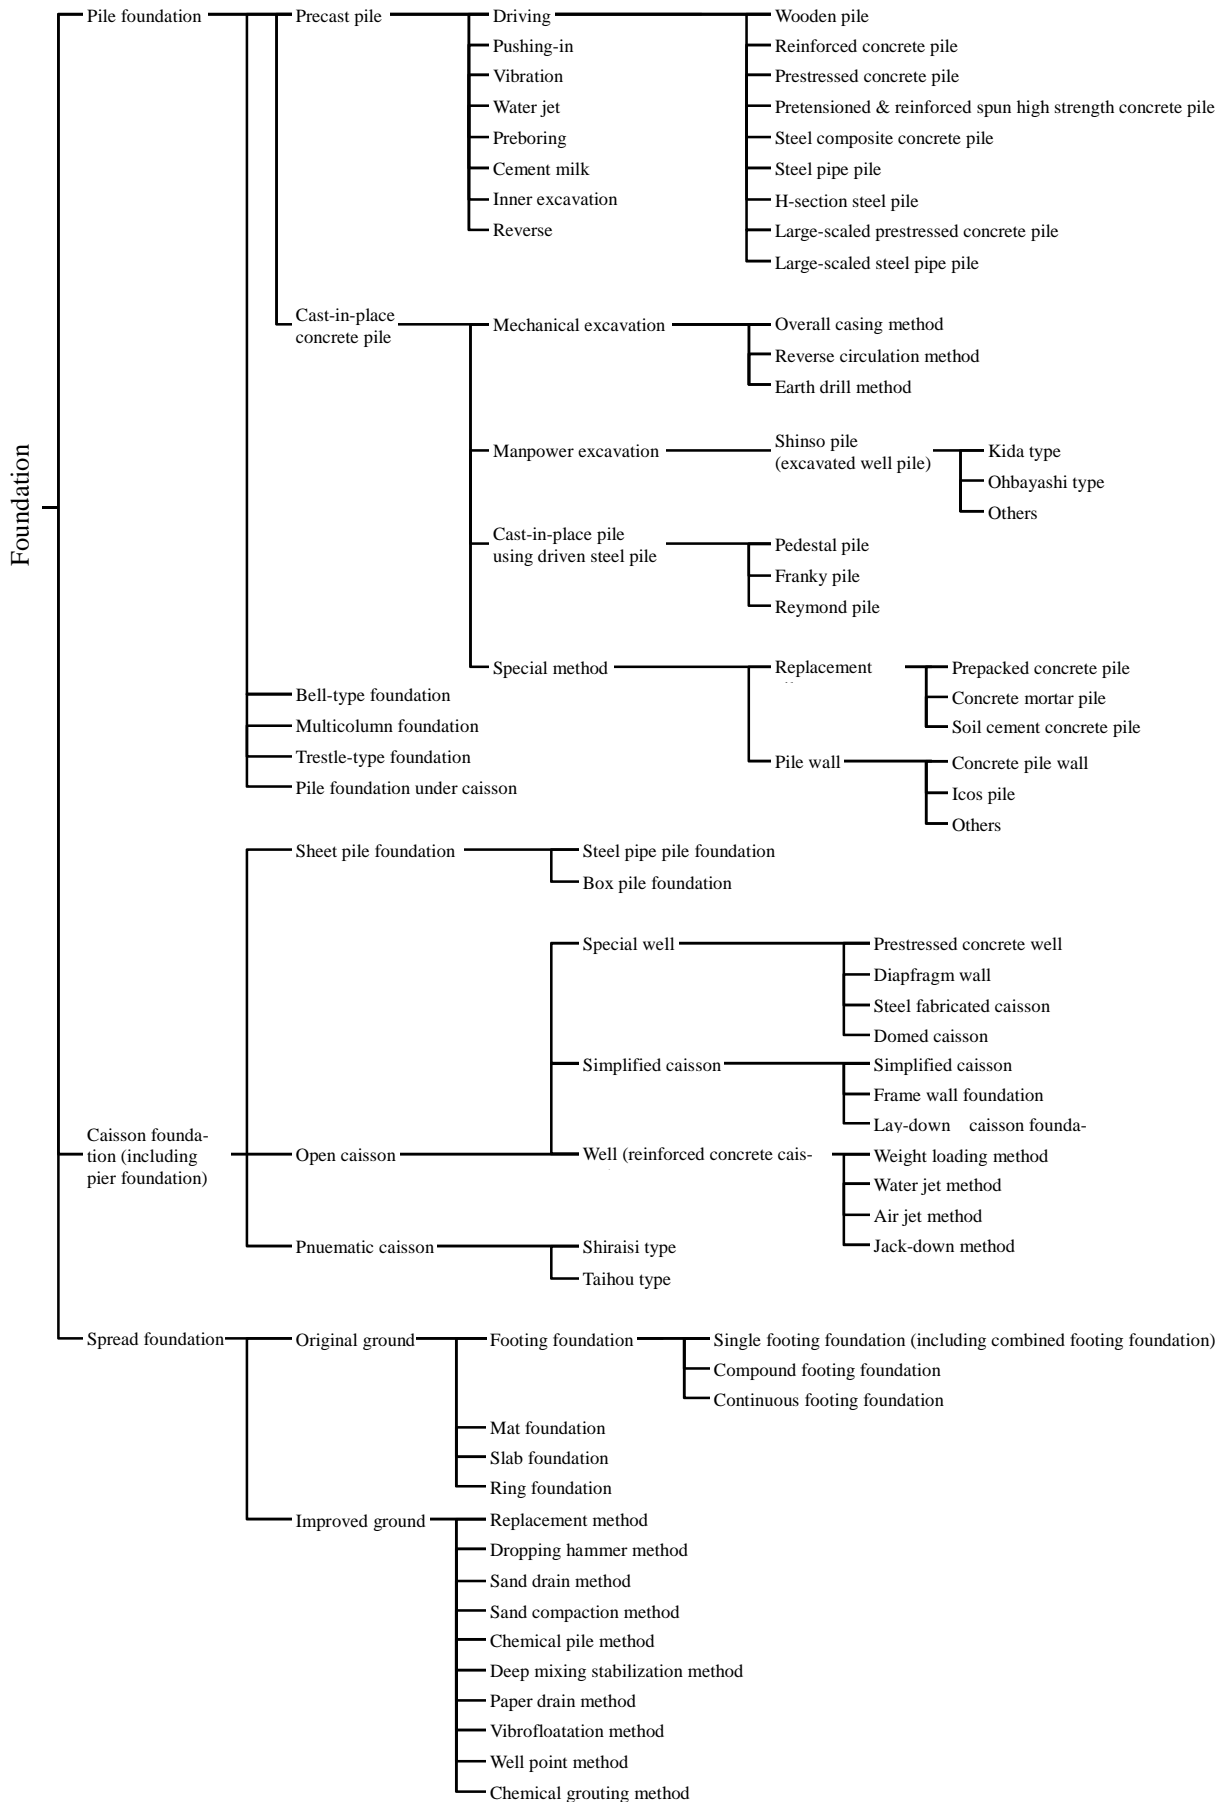 Foundation
Pile foundation
Precast pile
Driving
Wooden pile
Pushing-in
Reinforced concrete pile
Vibration
Prestressed concrete pile
Water jet
Pretensioned & reinforced spun high strength concrete pile
Preboring
Steel composite concrete pile
Cement milk
Steel pipe pile
Inner excavation
H-section steel pile
Reverse
Large-scaled prestressed concrete pile
Large-scaled steel pipe pile
Cast-in-place
concrete pile
Mechanical excavation
Overall casing method
Reverse circulation method
Earth drill method
Manpower excavation
Shinso pile
(excavated well pile)
Kida type
Ohbayashi type
Others
Cast-in-place pile
using driven steel pile
Pedestal pile
Franky pile
Reymond pile
Special method
Replacement
Prepacked concrete pile
Concrete mortar pile
Soil cement concrete pile
Pile wall
Concrete pile wall
Icos pile
Others
Bell-type foundation
Multicolumn foundation
Trestle-type foundation
Pile foundation under caisson
Caisson founda-
tion (including
pier foundation)
Sheet pile foundation
Steel pipe pile foundation
Box pile foundation
Open caisson
Special well
Prestressed concrete well
Diapfragm wall
Steel fabricated caisson
Domed caisson
Simplified caisson
Simplified caisson
Frame wall foundation
Lay-down caisson founda-
Well (reinforced concrete cais-
Weight loading method
Water jet method
Air jet method
Jack-down method
Pnuematic caisson
Shiraisi type
Taihou type
Spread foundation
Original ground
Footing foundation
Single footing foundation (including combined footing foundation)
Compound footing foundation
Continuous footing foundation
Mat foundation
Slab foundation
Ring foundation
Improved ground
Replacement method
Dropping hammer method
Sand drain method
Sand compaction method
Chemical pile method
Deep mixing stabilization method
Paper drain method
Vibrofloatation method
Well point method
Chemical grouting method